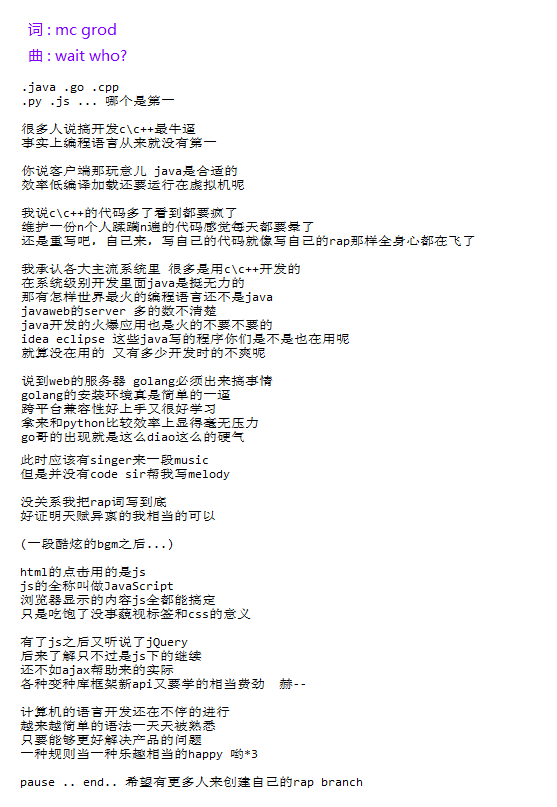 词 : mc grod
曲 : wait who?
.java .go .cpp
.py .js ... 哪个是第一
很多人说搞开发c\c++最牛逼
事实上编程语言从来就没有第一
你说客户端那玩意儿 java是合适的
效率低编译加载还要运行在虚拟机呢
我说c\c++的代码多了看到都要疯了
维护一份n个人蹂躏n遍的代码感觉每天都要晕了
还是重写吧，自己来，写自己的代码就像写自己的rap那样全身心都在飞了
我承认各大主流系统里 很多是用c\c++开发的
在系统级别开发里面java是挺无力的
那有怎样世界最火的编程语言还不是java
javaweb的server 多的数不清楚
java开发的火爆应用也是火的不要不要的
idea eclipse 这些java写的程序你们是不是也在用呢
就算没在用的 又有多少开发时的不爽呢
说到web的服务器 golang必须出来搞事情
golang的安装环境真是简单的一逼
跨平台兼容性好上手又很好学习
拿来和python比较效率上显得毫无压力
go哥的出现就是这么diao这么的硬气
此时应该有singer来一段music
但是并没有code sir帮我写melody
没关系我把rap词写到底
好证明天赋异禀的我相当的可以
(一段酷炫的bgm之后...)
html的点击用的是js
js的全称叫做JavaScript
浏览器显示的内容js全都能搞定
只是吃饱了没事藐视标签和css的意义
有了js之后又听说了jQuery
后来了解只不过是js下的继续
还不如ajax帮助来的实际
各种变种库框架新api又要学的相当费劲 赫--
计算机的语言开发还在不停的进行
越来越简单的语法一天天被熟悉
只要能够更好解决产品的问题
一种规则当一种乐趣相当的happy 哟*3
pause .. end.. 希望有更多人来创建自己的rap branch